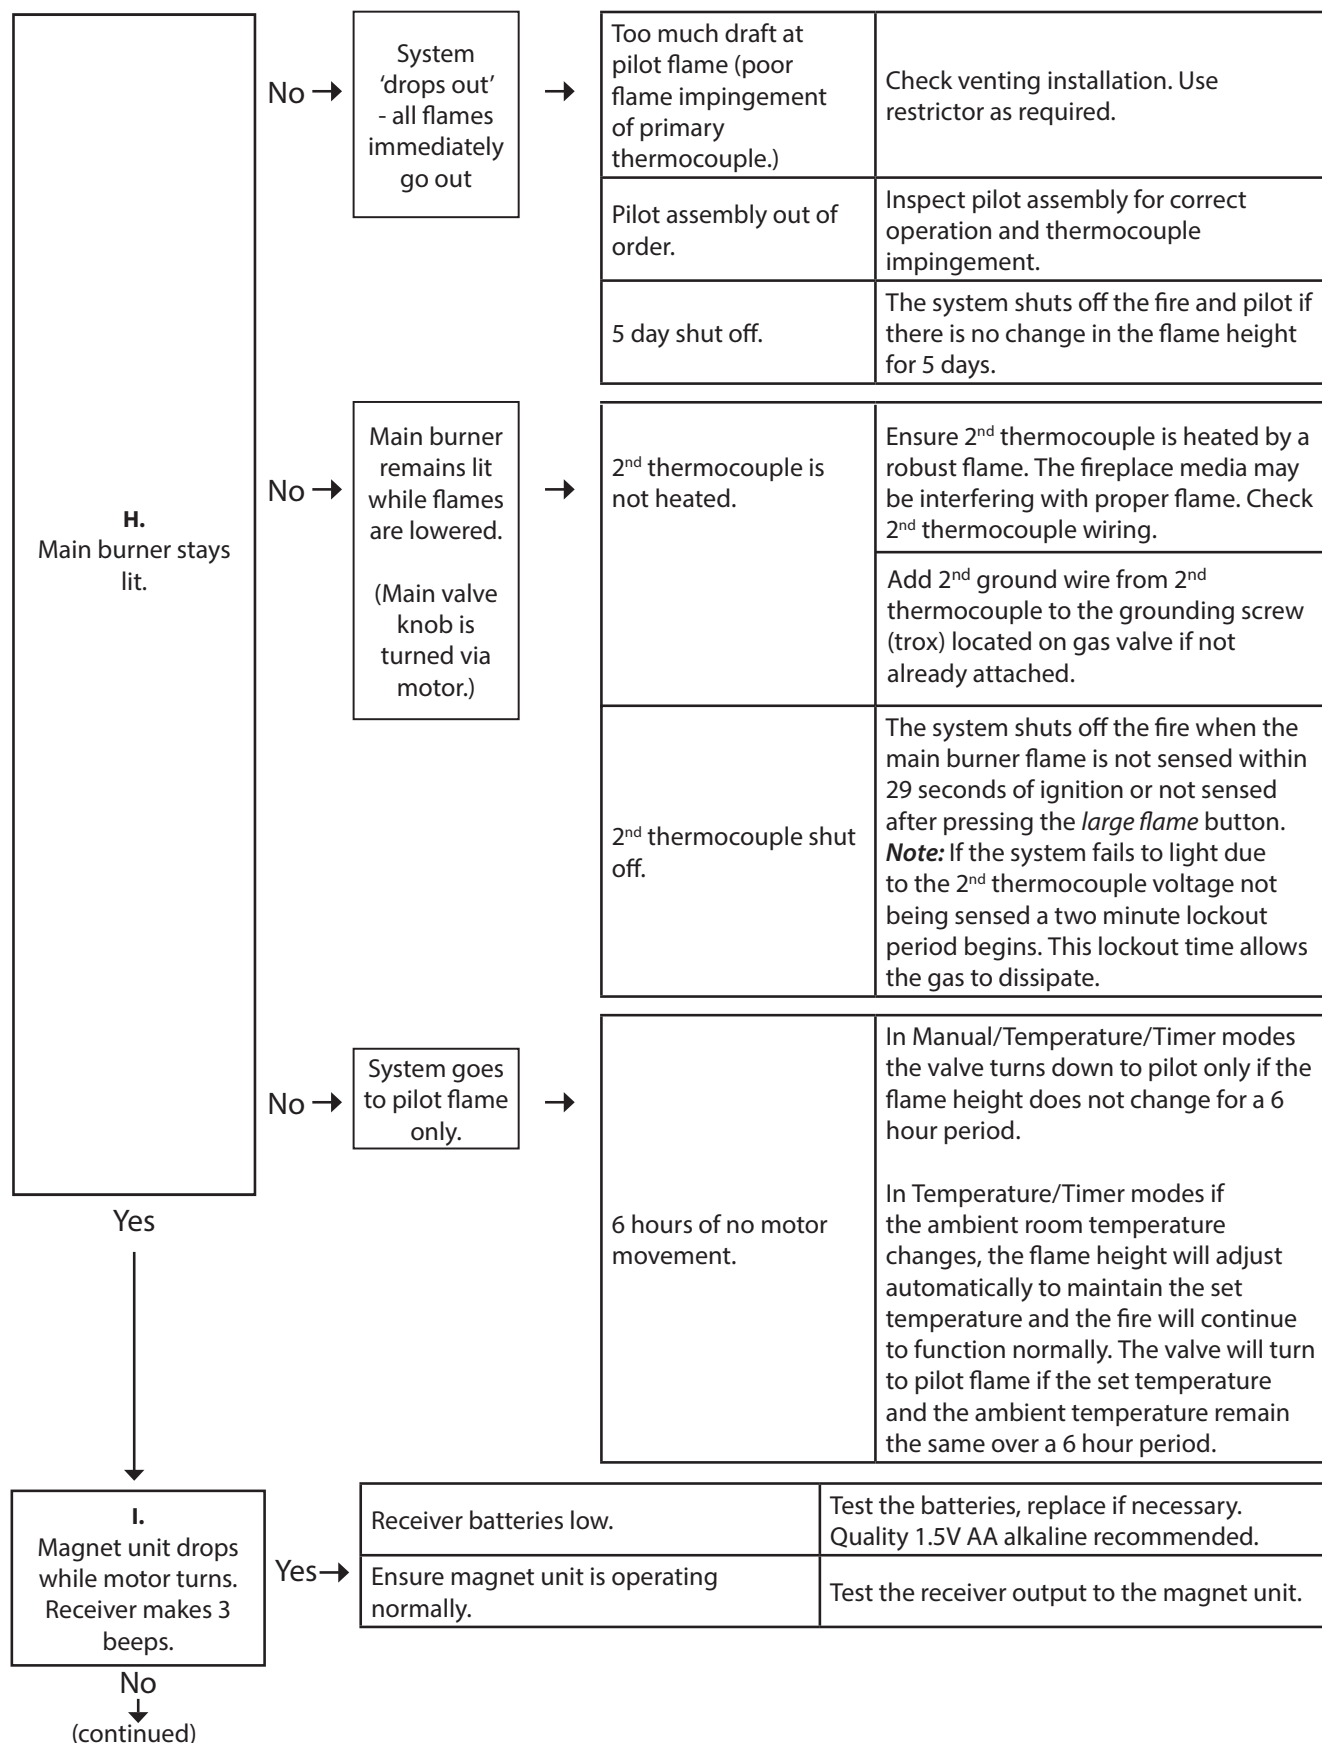 H.
Main burner stays
lit.
No
System
‘drops out’
- all flames
immediately
go out
Too much draft at
pilot flame (poor
flame impingement
of primary
thermocouple.)
Check venting installation. Use
restrictor as required.
Pilot assembly out of
order.
Inspect pilot assembly for correct
operation and thermocouple
impingement.
5 day shut off.
The system shuts off the fire and pilot if
there is no change in the flame height
for 5 days.
No
Main burner
remains lit
while flames
are lowered.
(Main valve
knob is
turned via
motor.)
2nd thermocouple is
not heated.
Ensure 2nd thermocouple is heated by a
robust flame. The fireplace media may
be interfering with proper flame. Check
2nd thermocouple wiring.
Add 2nd ground wire from 2nd
thermocouple to the grounding screw
(trox) located on gas valve if not
already attached.
2nd thermocouple shut
off.
The system shuts off the fire when the
main burner flame is not sensed within
29 seconds of ignition or not sensed
after pressing the large flame button.
Note: If the system fails to light due
to the 2nd thermocouple voltage not
being sensed a two minute lockout
period begins. This lockout time allows
the gas to dissipate.
No
System goes
to pilot flame
only.
6 hours of no motor
movement.
In Manual/Temperature/Timer modes
the valve turns down to pilot only if the
flame height does not change for a 6
hour period.
In Temperature/Timer modes if
the ambient room temperature
changes, the flame height will adjust
automatically to maintain the set
temperature and the fire will continue
to function normally. The valve will turn
to pilot flame if the set temperature
and the ambient temperature remain
the same over a 6 hour period.
Yes
I.
Magnet unit drops
while motor turns.
Receiver makes 3
beeps.
Yes
Receiver batteries low.
Test the batteries, replace if necessary.
Quality 1.5V AA alkaline recommended.
Ensure magnet unit is operating
normally.
Test the receiver output to the magnet unit.
No
(continued)